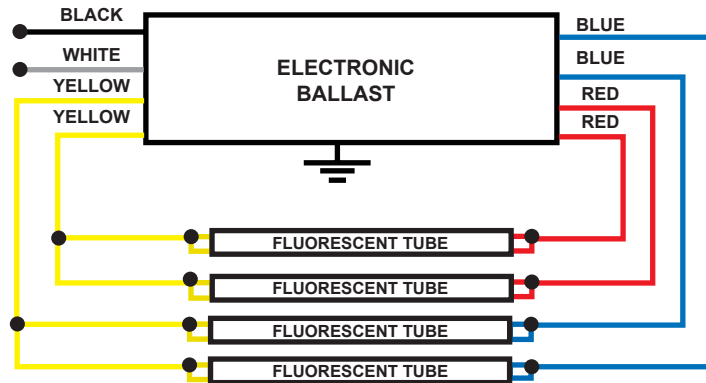 BLACK
WHITE
YELLOW
YELLOW
ELECTRONIC
BALLAST
BLUE
BLUE
RED
RED
FLUORESCENT TUBE
FLUORESCENT TUBE
FLUORESCENT TUBE
FLUORESCENT TUBE